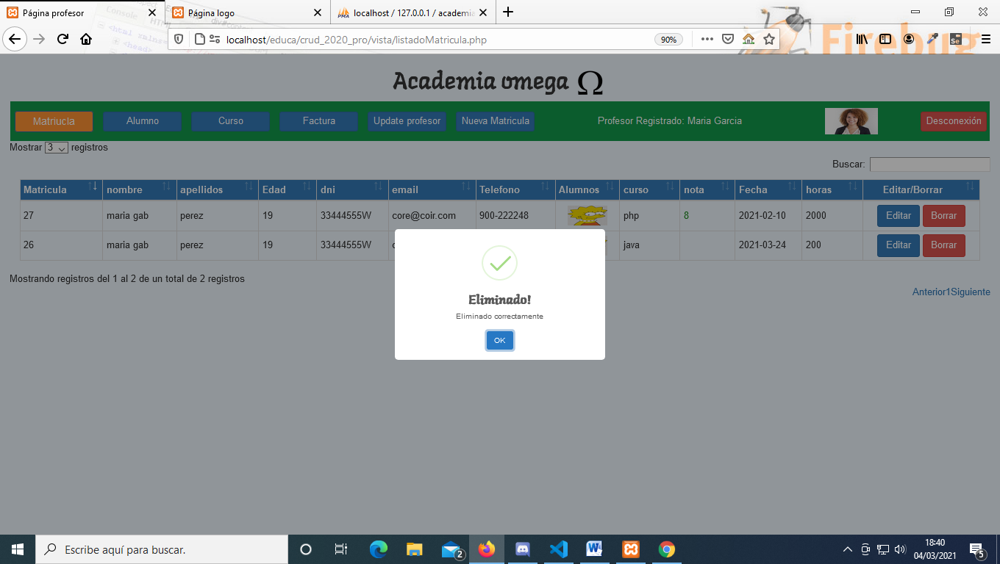 Página profesor
Página logo
localhost / 127.0.0.1 / academia
localhost/educa/crud_2020_pro/vista/listadoMatricula.php
90%
Firebug
Academia omega Ω
Matriucla Alumno Curso Factura Update profesor Nueva Matricula Profesor Registrado: Maria Garcia Desconexión
Mostrar 3 registros
Buscar:
Matricula nombre apellidos Edad dni email Telefono Alumnos curso nota Fecha horas Editar/Borrar
27 maria gab perez 19 33444555W core@coir.com 900-222248 php 8 2021-02-10 2000 Editar Borrar
26 maria gab perez 19 33444555W java 2021-03-24 200 Editar Borrar
Eliminado!
Eliminado correctamente
OK
Mostrando registros del 1 al 2 de un total de 2 registros
Anterior1Siguiente
Escribe aquí para buscar.
2
18:40
04/03/2021
5